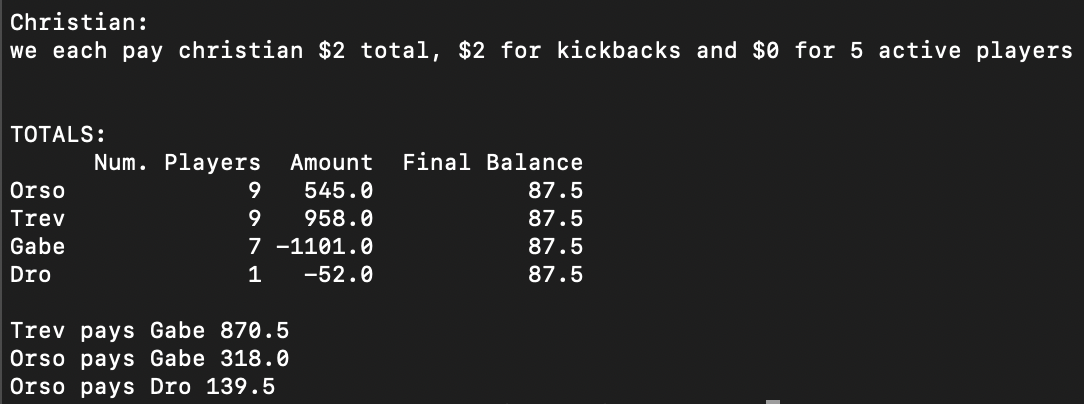 Christian:
we each pay christian $2 total, $2 for kickbacks and $0 for 5 active players
TOTALS:
Num. Players Amount Final Balance
Orso 9 545.0 87.5
Trev 9 958.0 87.5
Gabe 7 -1101.0 87.5
Dro 1 -52.0 87.5
Trev pays Gabe 870.5
Orso pays Gabe 318.0
Orso pays Dro 139.5